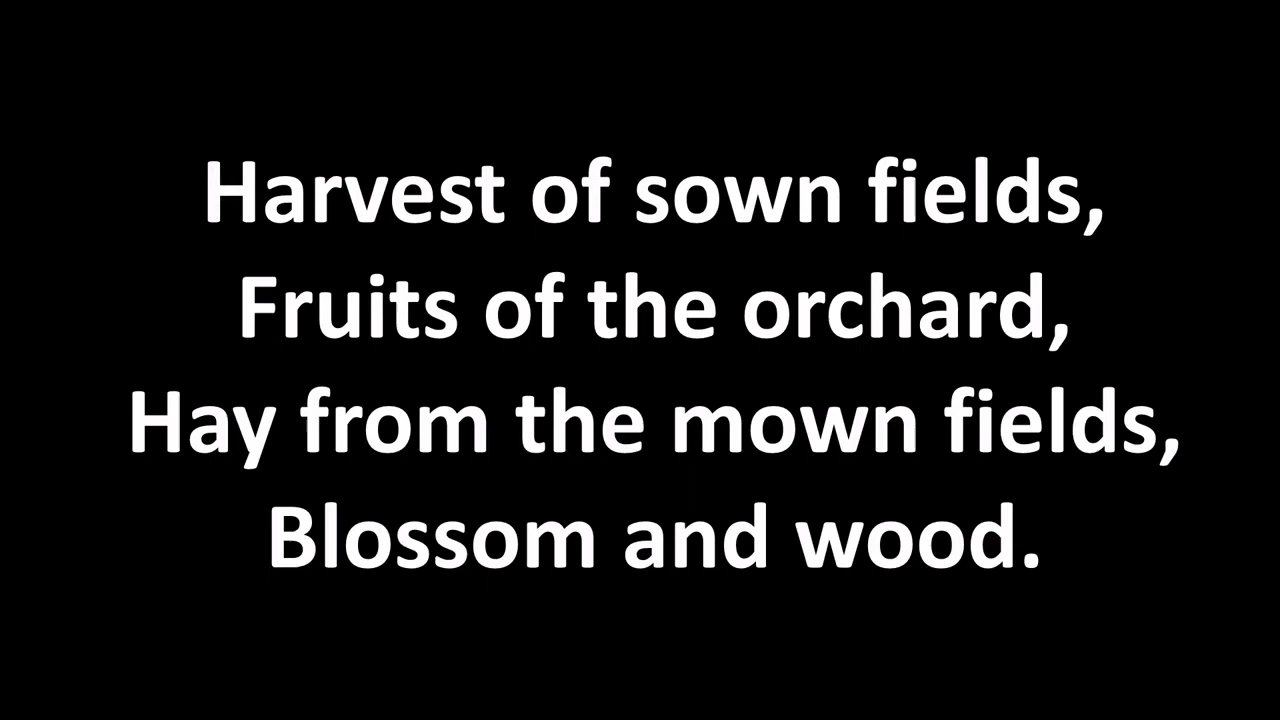 Harvest of sown fields,
Fruits of the orchard,
Hay from the mown fields,
Blossom and wood.